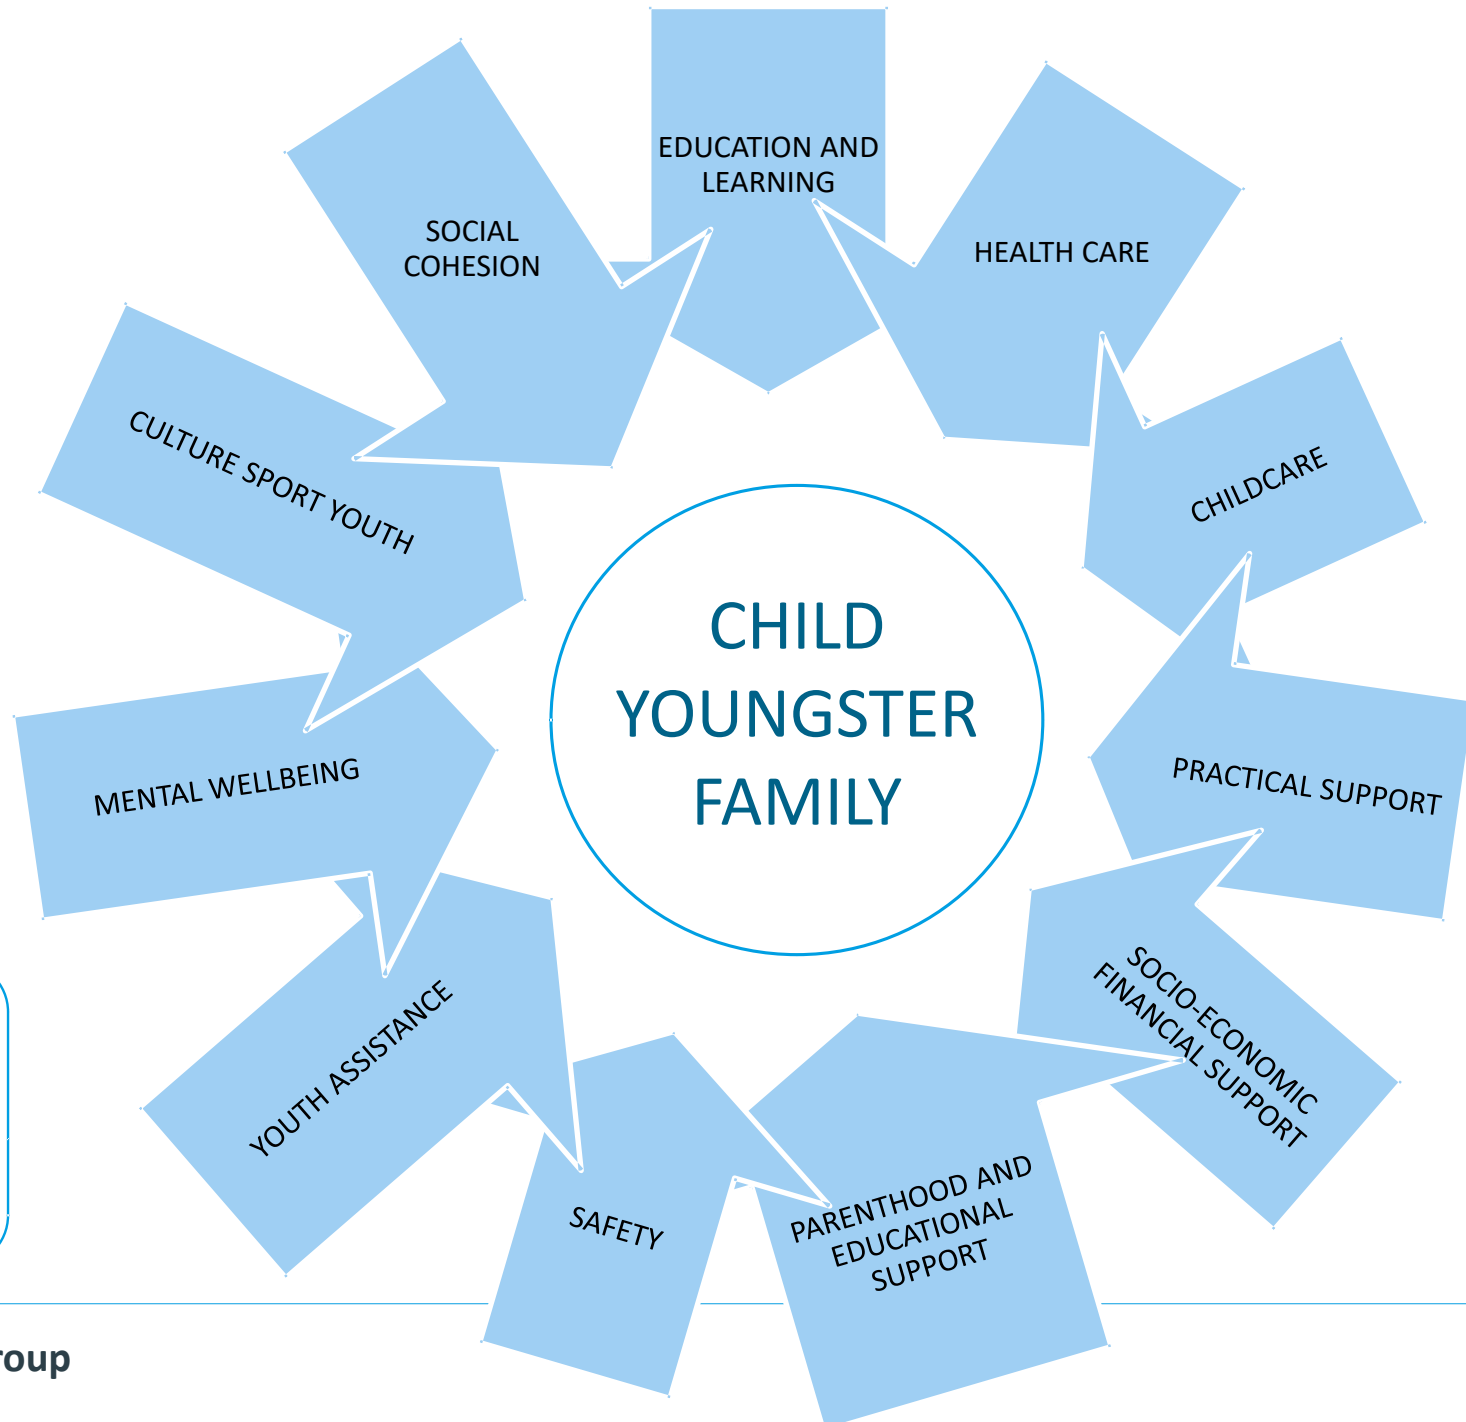 EDUCATION AND
LEARNING
HEALTH CARE
CHILDCARE
PRACTICAL SUPPORT
SOCIO-ECONOMIC
FINANCIAL SUPPORT
PARENTHOOD AND
EDUCATIONAL
SUPPORT
SAFETY
YOUTH ASSISTANCE
MENTAL WELLBEING
CULTURE SPORT YOUTH
SOCIAL
COHESION
CHILD
YOUNGSTER
FAMILY
roup